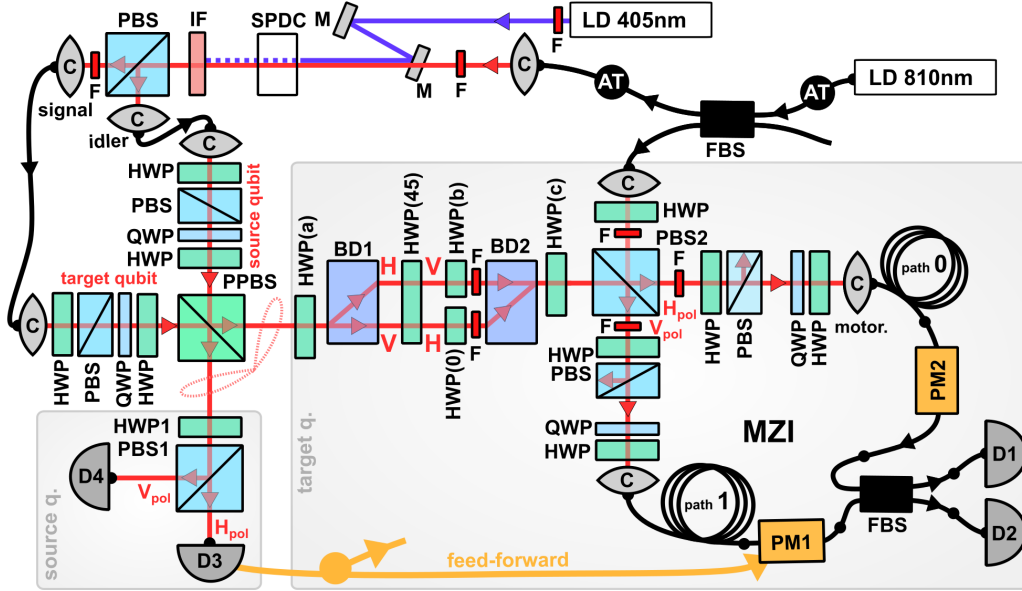 PBS
IF
SPDC
M
F
LD 405nm
C
F
M
F
C
AT
AT
LD 810nm
signal
C
idler
C
FBS
HWP
PBS
QWP
HWP
source qubit
C
HWP
F
PBS2
target qubit
PPBS
C
HWP
PBS
QWP
HWP
HWP(a)
BD1
H
V
HWP(45)
V
H
HWP(b)
HWP(0)
F
F
BD2
HWP(c)
F
H pol
V pol
F
HWP
PBS
QWP
HWP
C
motor.
path 0
HWP
PBS
QWP
HWP
C
PM2
MZI
path 1
PM1
FBS
D1
D2
HWP1
PBS1
D4
V pol
H pol
D3
source q.
target q.
feed-forward